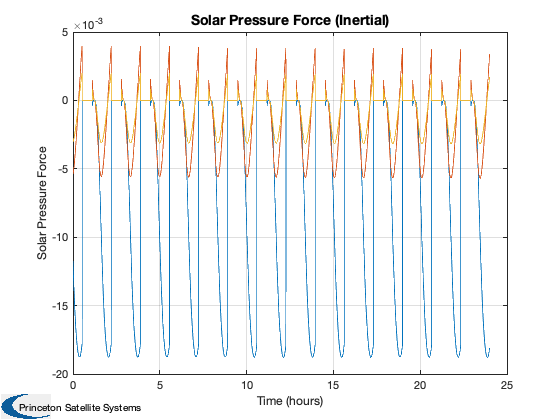 Solar Pressure Force (Inertial)
×10⁻³
5
0
-5
-10
-15
-20
Solar Pressure Force
0 5 10 15 20 25
Time (hours)
Princeton Satellite Systems